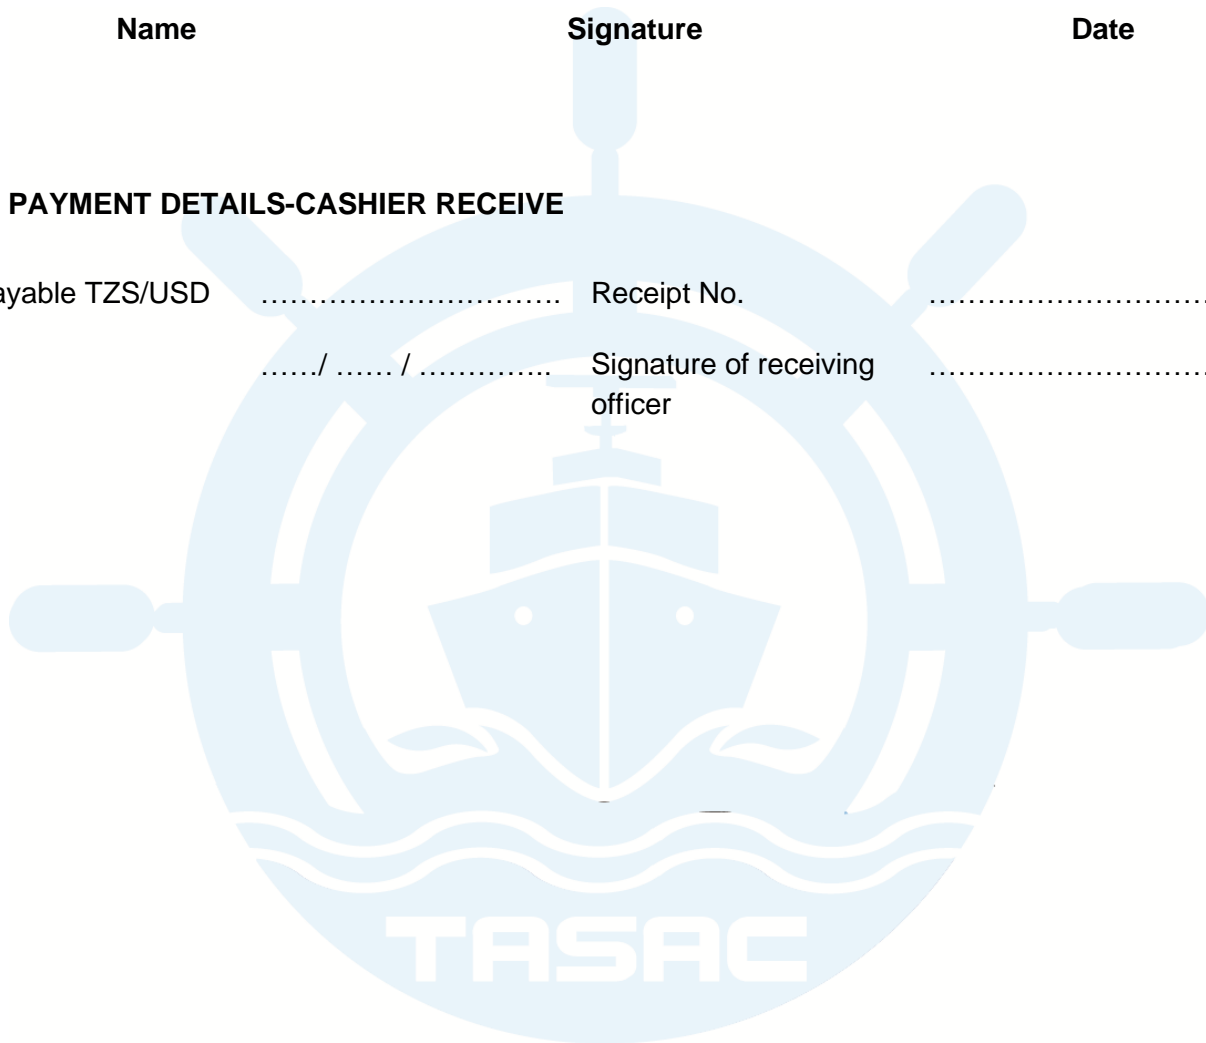 Name Signature Date
PAYMENT DETAILS-CASHIER RECEIVE
ayable TZS/USD …………………………. Receipt No. …………………………
……/ …… / ………….. Signature of receiving …………………………
officer
TASAC